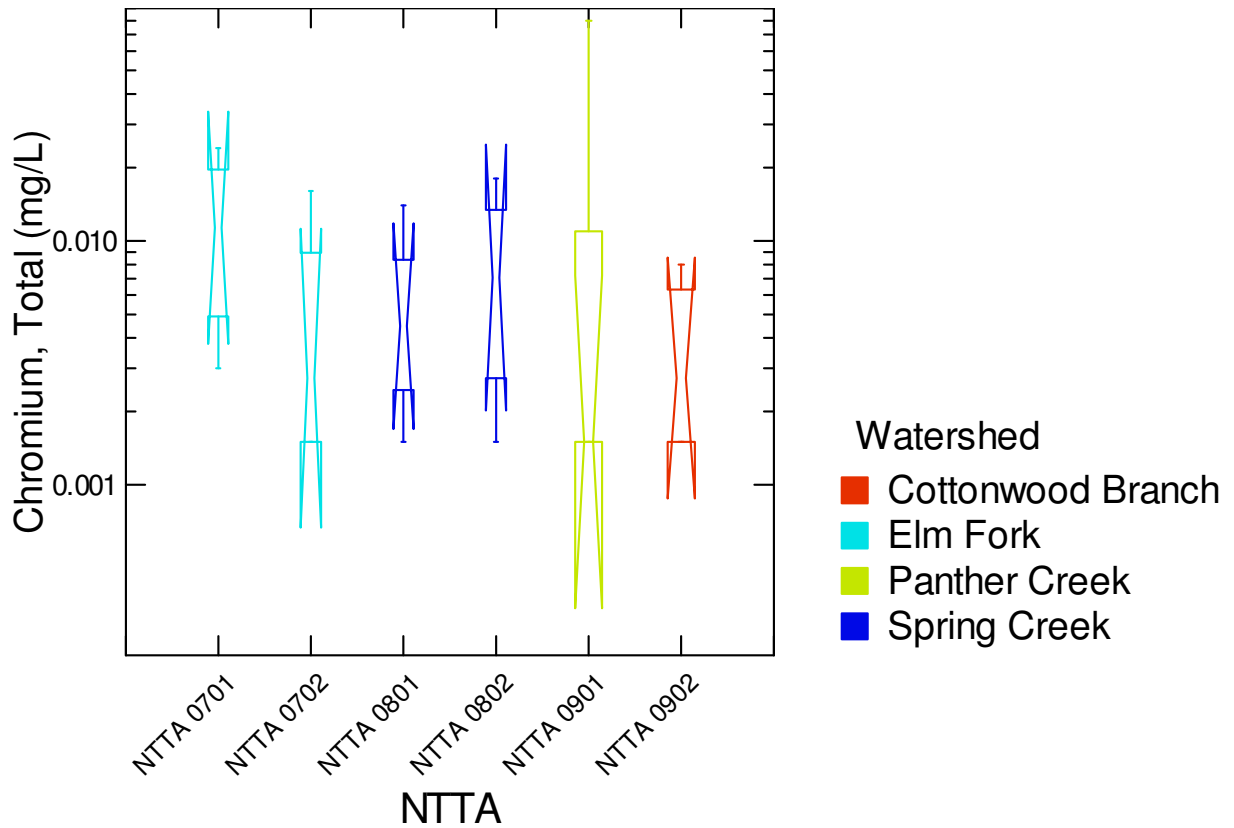 Chromium, Total (mg/L)
0.010
0.001
NTTA 0701
NTTA 0702
NTTA 0801
NTTA 0802
NTTA 0901
NTTA 0902
NTTA
Watershed
Cottonwood Branch
Elm Fork
Panther Creek
Spring Creek